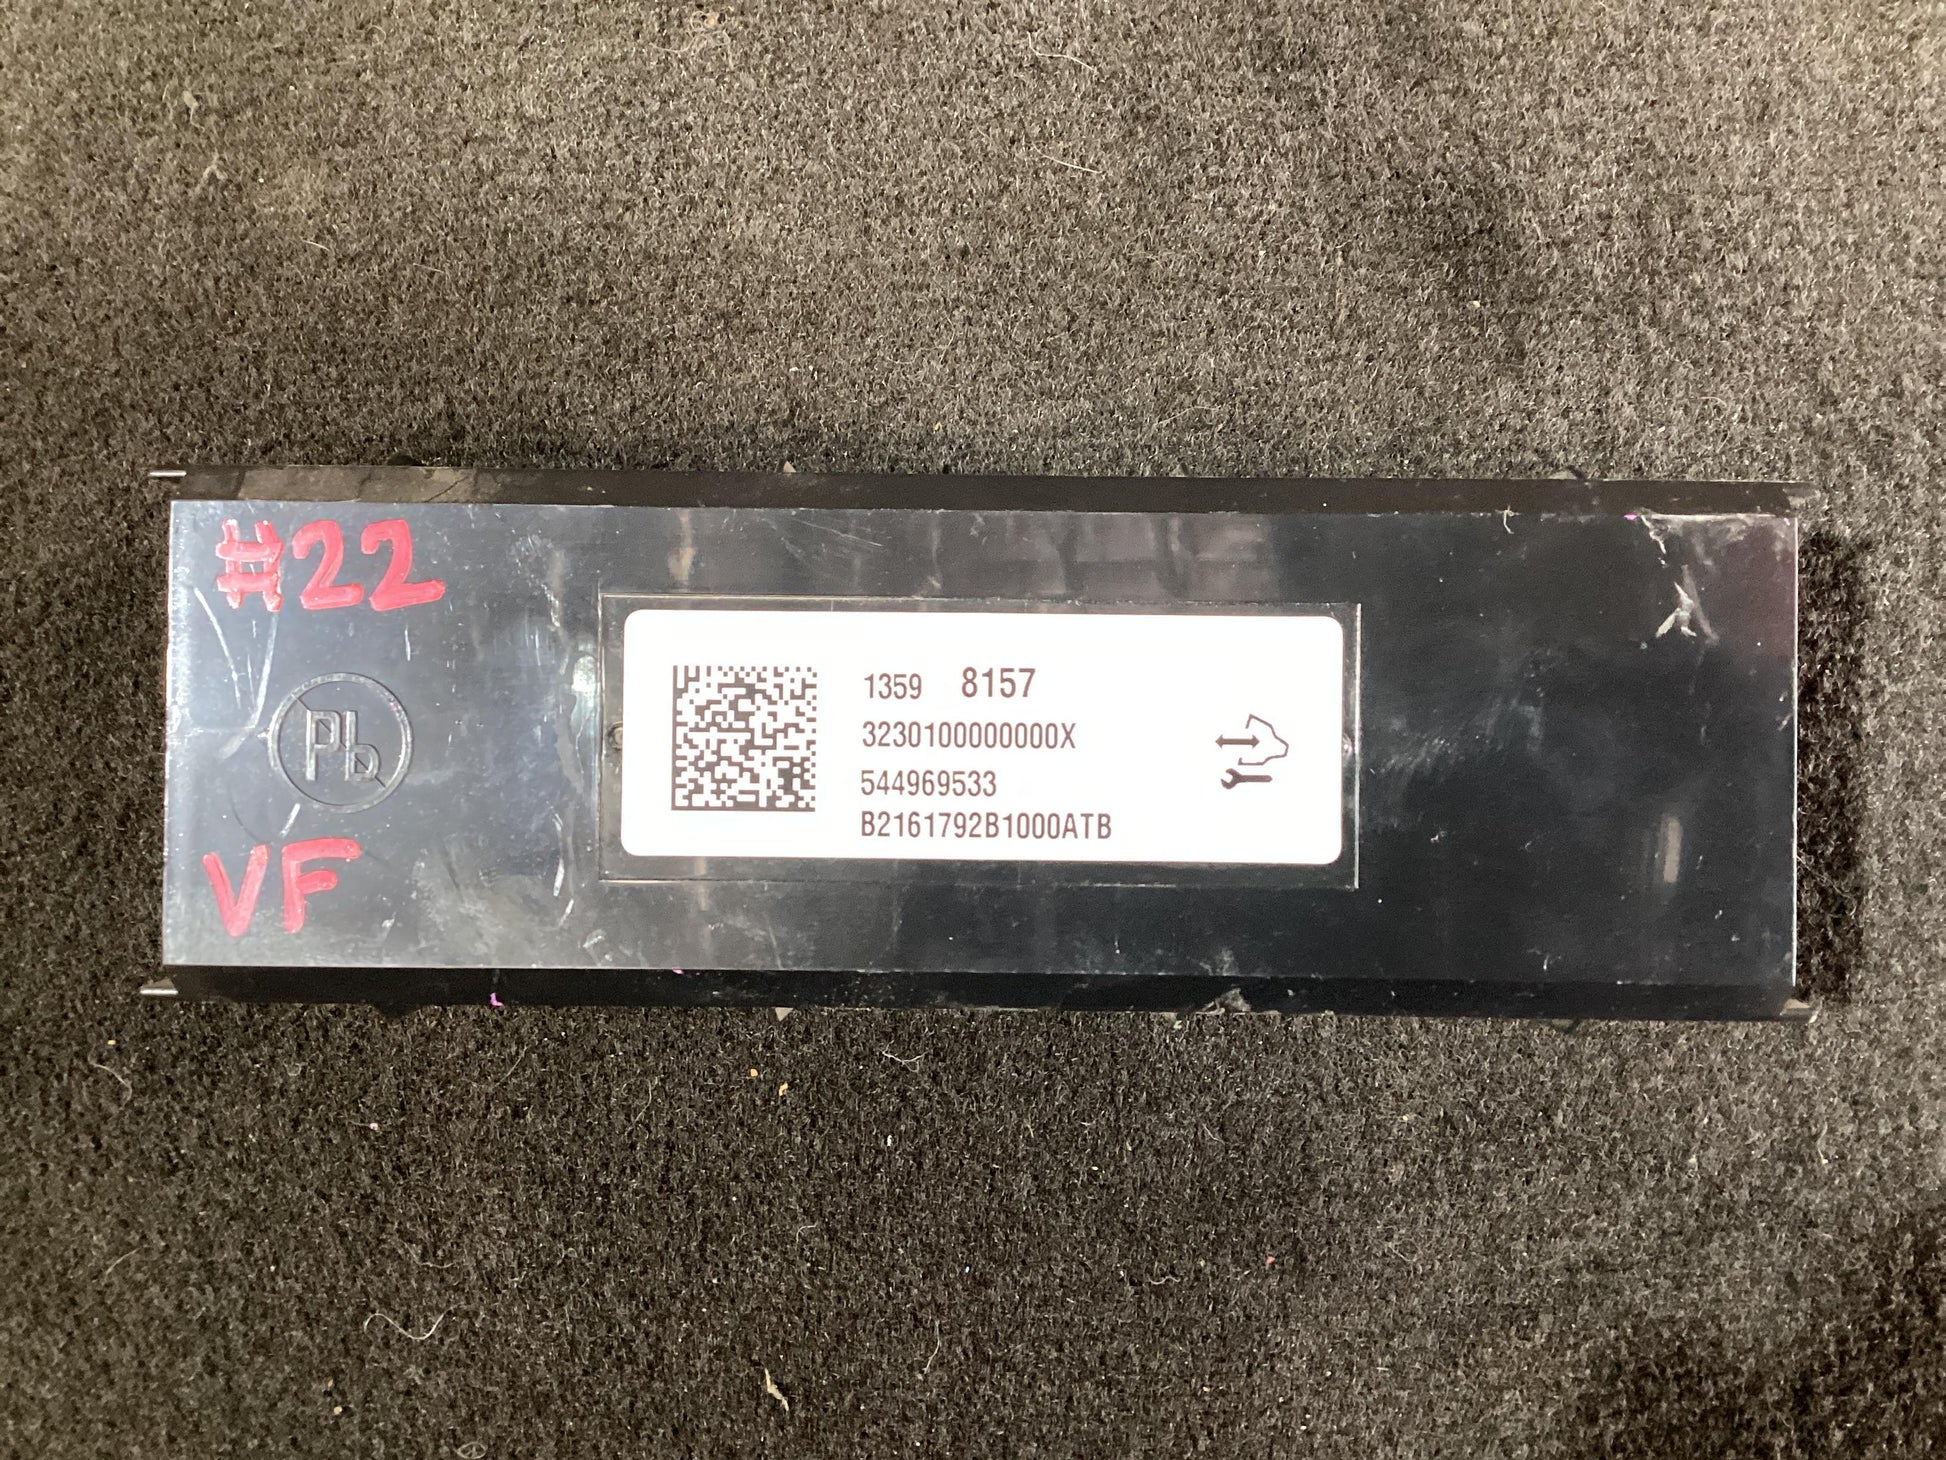 #22
Pb
VF
1359 8157
3230100000000X
544969533
B2161792B1000ATB